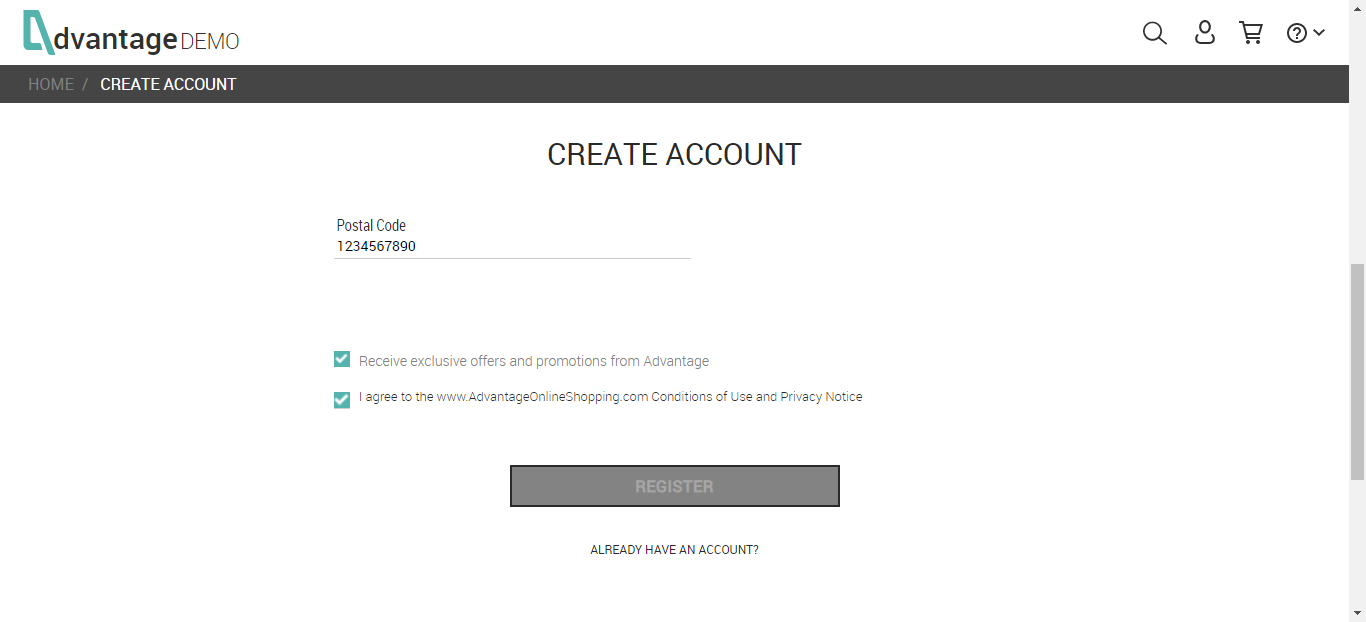 dvantage DEMO
HOME / CREATE ACCOUNT
CREATE ACCOUNT
Postal Code
1234567890
Receive exclusive offers and promotions from Advantage
I agree to the www.AdvantageOnlineShopping.com Conditions of Use and Privacy Notice
REGISTER
ALREADY HAVE AN ACCOUNT?